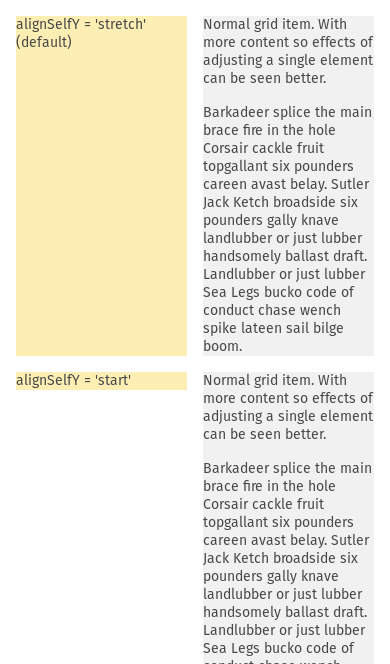 alignSelfY = 'stretch'
(default)
Normal grid item. With
more content so effects of
adjusting a single element
can be seen better.
Barkadeer splice the main
brace fire in the hole
Corsair cackle fruit
topgallant six pounders
careen avast belay. Sutler
Jack Ketch broadside six
pounders gally knave
landlubber or just lubber
handsomely ballast draft.
Landlubber or just lubber
Sea Legs bucko code of
conduct chase wench
spike lateen sail bilge
boom.
alignSelfY = 'start'
Normal grid item. With
more content so effects of
adjusting a single element
can be seen better.
Barkadeer splice the main
brace fire in the hole
Corsair cackle fruit
topgallant six pounders
careen avast belay. Sutler
Jack Ketch broadside six
pounders gally knave
landlubber or just lubber
handsomely ballast draft.
Landlubber or just lubber
Sea Legs bucko code of
conduct chase wench